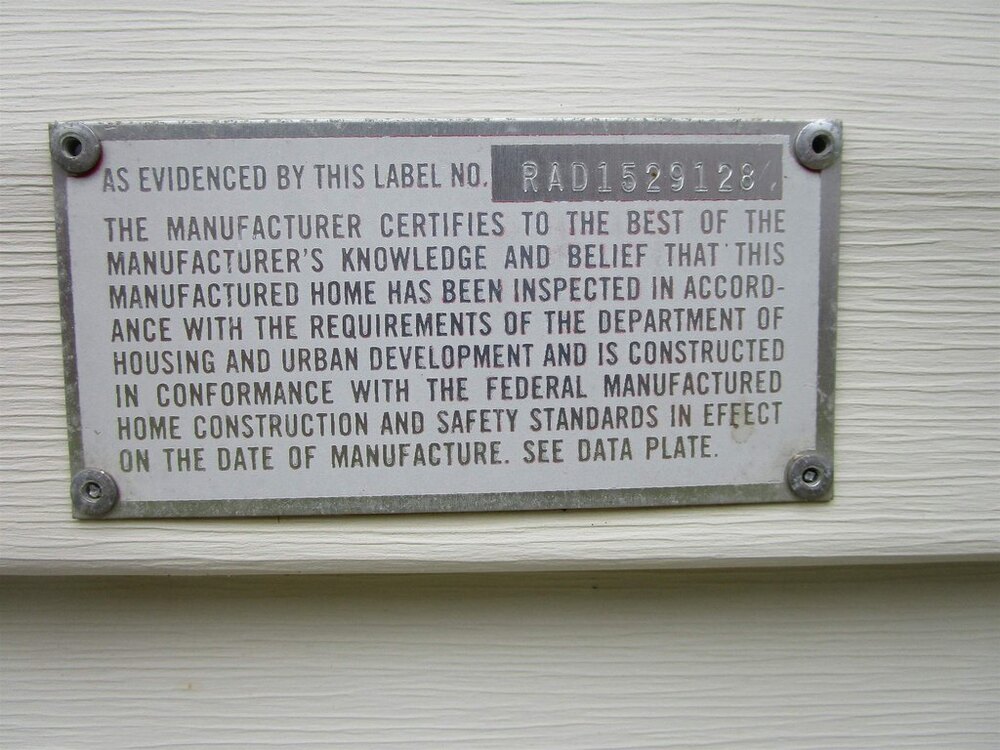 AS EVIDENCED BY THIS LABEL NO. RAD1529128
THE MANUFACTURER CERTIFIES TO THE BEST OF THE
MANUFACTURER'S KNOWLEDGE AND BELIEF THAT THIS
MANUFACTURED HOME HAS BEEN INSPECTED IN ACCORD-
ANCE WITH THE REQUIREMENTS OF THE DEPARTMENT OF
HOUSING AND URBAN DEVELOPMENT AND IS CONSTRUCTED
IN CONFORMANCE WITH THE FEDERAL MANUFACTURED
HOME CONSTRUCTION AND SAFETY STANDARDS IN EFFECT
ON THE DATE OF MANUFACTURE. SEE DATA PLATE.